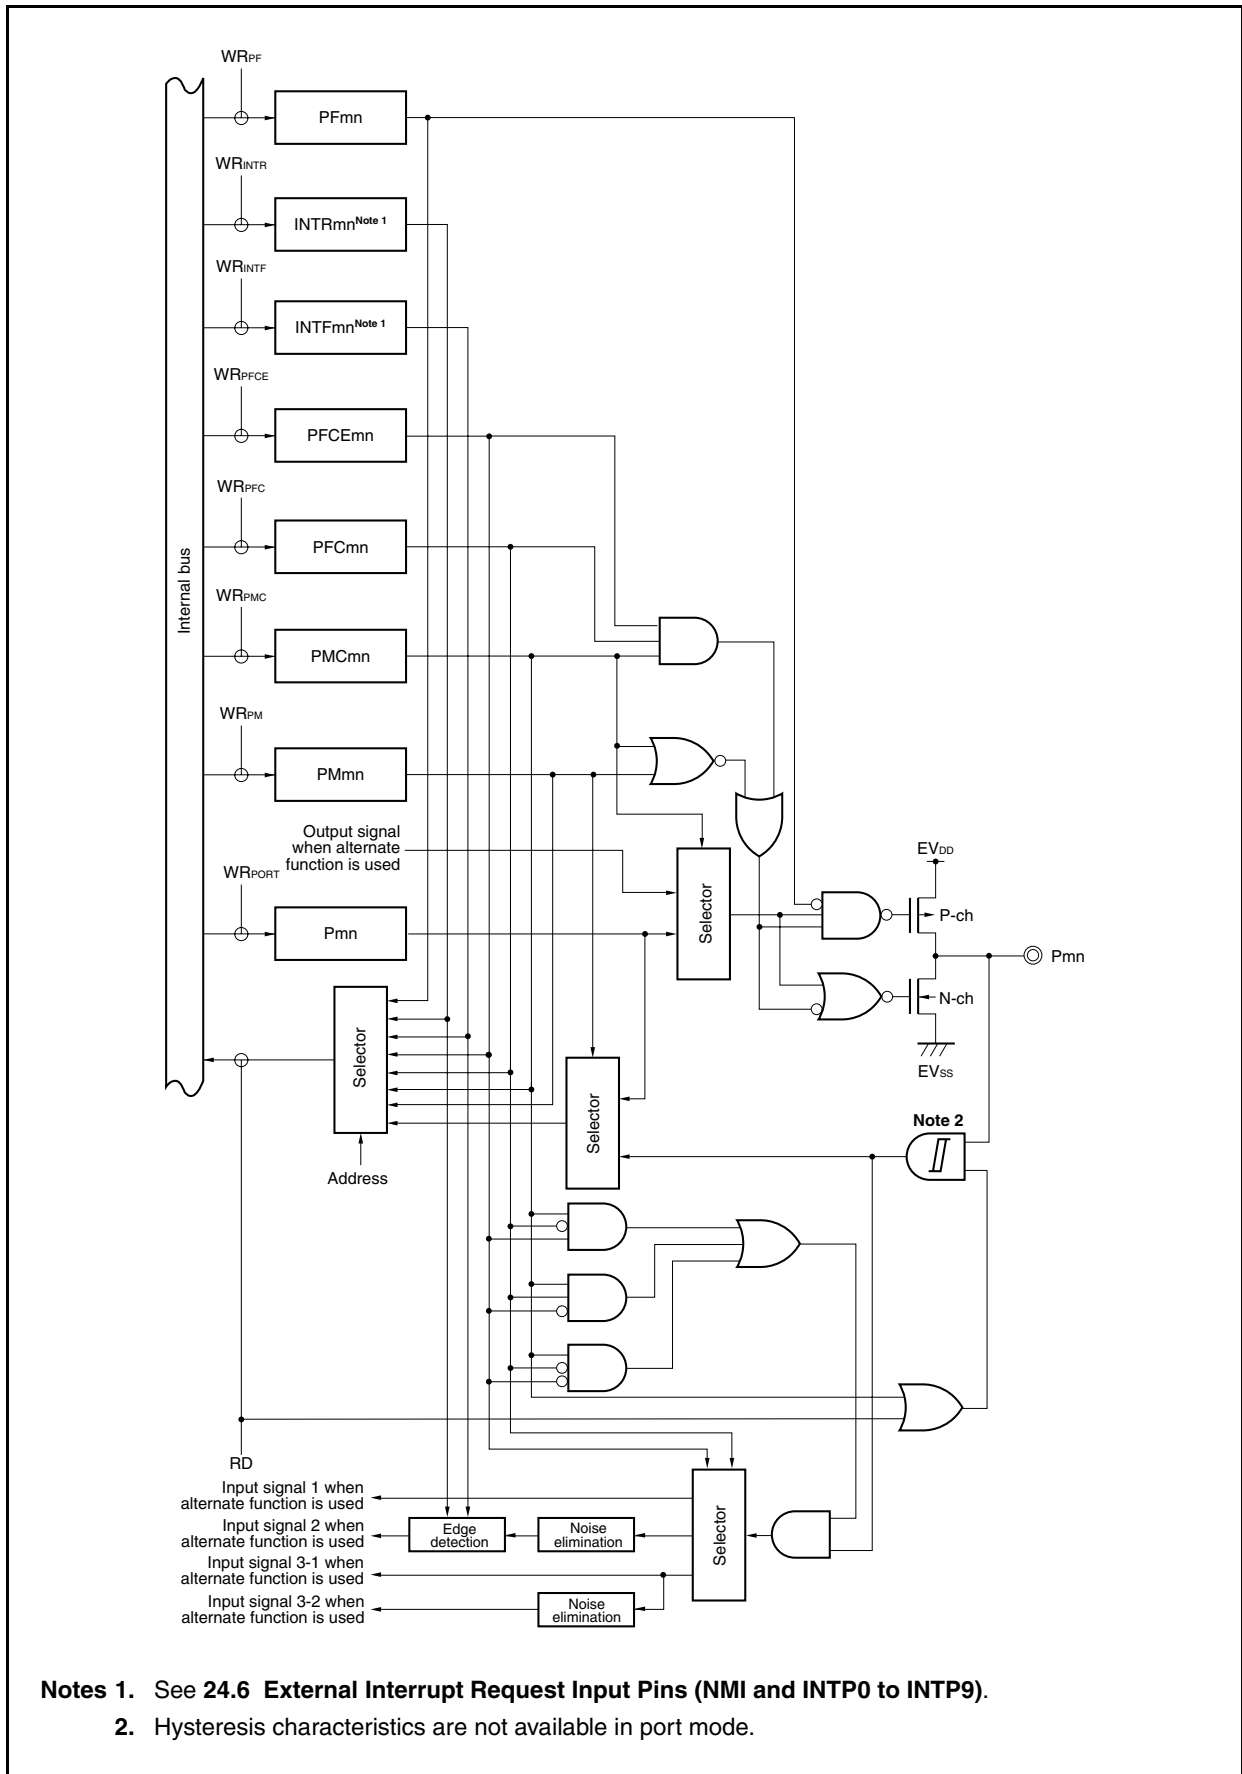 WRPF
PFmn
WRINTR
INTRmnNote 1
WRINTF
INTFmnNote 1
WRPFCE
PFCEmn
WRPFC
PFCmn
Internal bus
WRPMC
PMCmn
WRPM
PMmn
Output signal
when alternate
function is used
WRPORT
Pmn
Selector
EVDD
P-ch
Pmn
N-ch
EVSS
Selector
Address
Selector
Note 2
RD
Input signal 1 when
alternate function is used
Input signal 2 when
alternate function is used
Edge
detection
Noise
elimination
Selector
Input signal 3-1 when
alternate function is used
Input signal 3-2 when
alternate function is used
Noise
elimination
Notes 1. See 24.6 External Interrupt Request Input Pins (NMI and INTP0 to INTP9).
2. Hysteresis characteristics are not available in port mode.